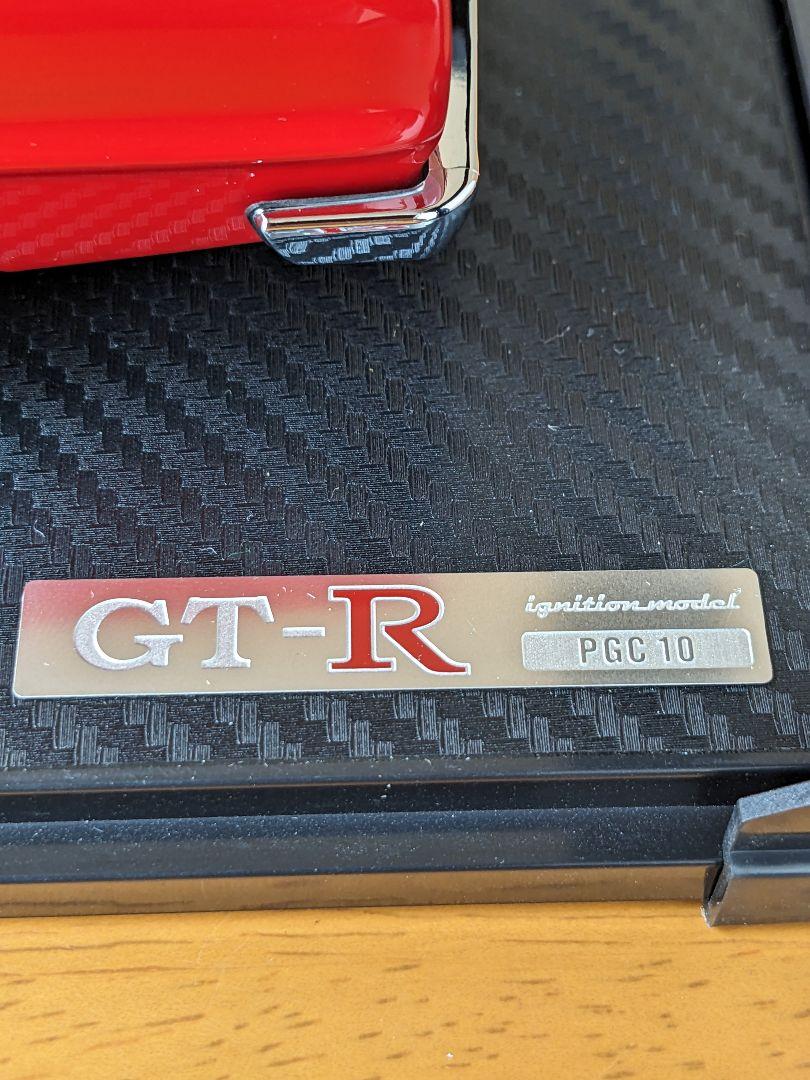 GT-R
ignition model
PGC 10